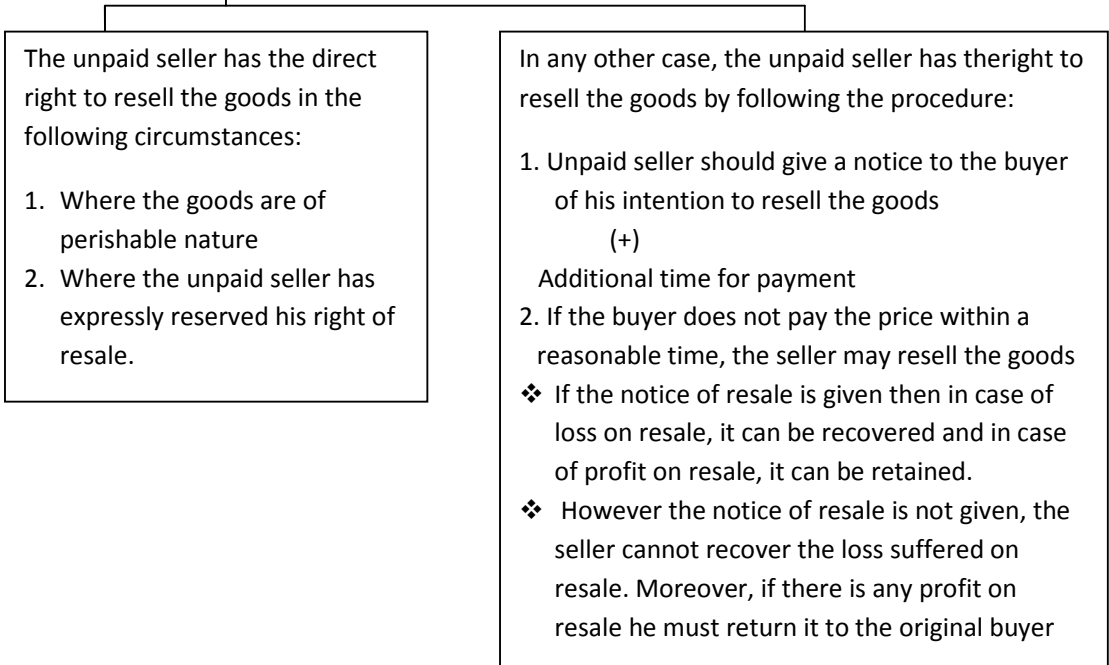 The unpaid seller has the direct
right to resell the goods in the
following circumstances:
1. Where the goods are of
perishable nature
2. Where the unpaid seller has
expressly reserved his right of
resale.
In any other case, the unpaid seller has theright to
resell the goods by following the procedure:
1. Unpaid seller should give a notice to the buyer
of his intention to resell the goods
(+)
Additional time for payment
2. If the buyer does not pay the price within a
reasonable time, the seller may resell the goods
❖ If the notice of resale is given then in case of
loss on resale, it can be recovered and in case
of profit on resale, it can be retained.
❖ However the notice of resale is not given, the
seller cannot recover the loss suffered on
resale. Moreover, if there is any profit on
resale he must return it to the original buyer